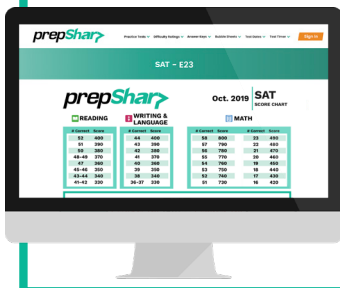 prepSharp
Practice Tests Difficulty Ratings Answer Keys Bubble Sheets Test Dates Test Timer Sign In
SAT – E23
prepSharp Oct. 2019 SAT
SCORE CHART
READING WRITING & LANGUAGE MATH
# Correct Score # Correct Score # Correct Score # Correct Score
52 400 44 400 58 800 23 490
51 390 43 390 57 790 22 480
50 380 42 380 56 780 21 470
48-49 370 41 370 55 770 20 460
47 360 40 360 54 760 19 450
45-46 350 39 350 53 750 18 440
43-44 340 38 340 52 740 17 430
41-42 330 36-37 330 51 730 16 420